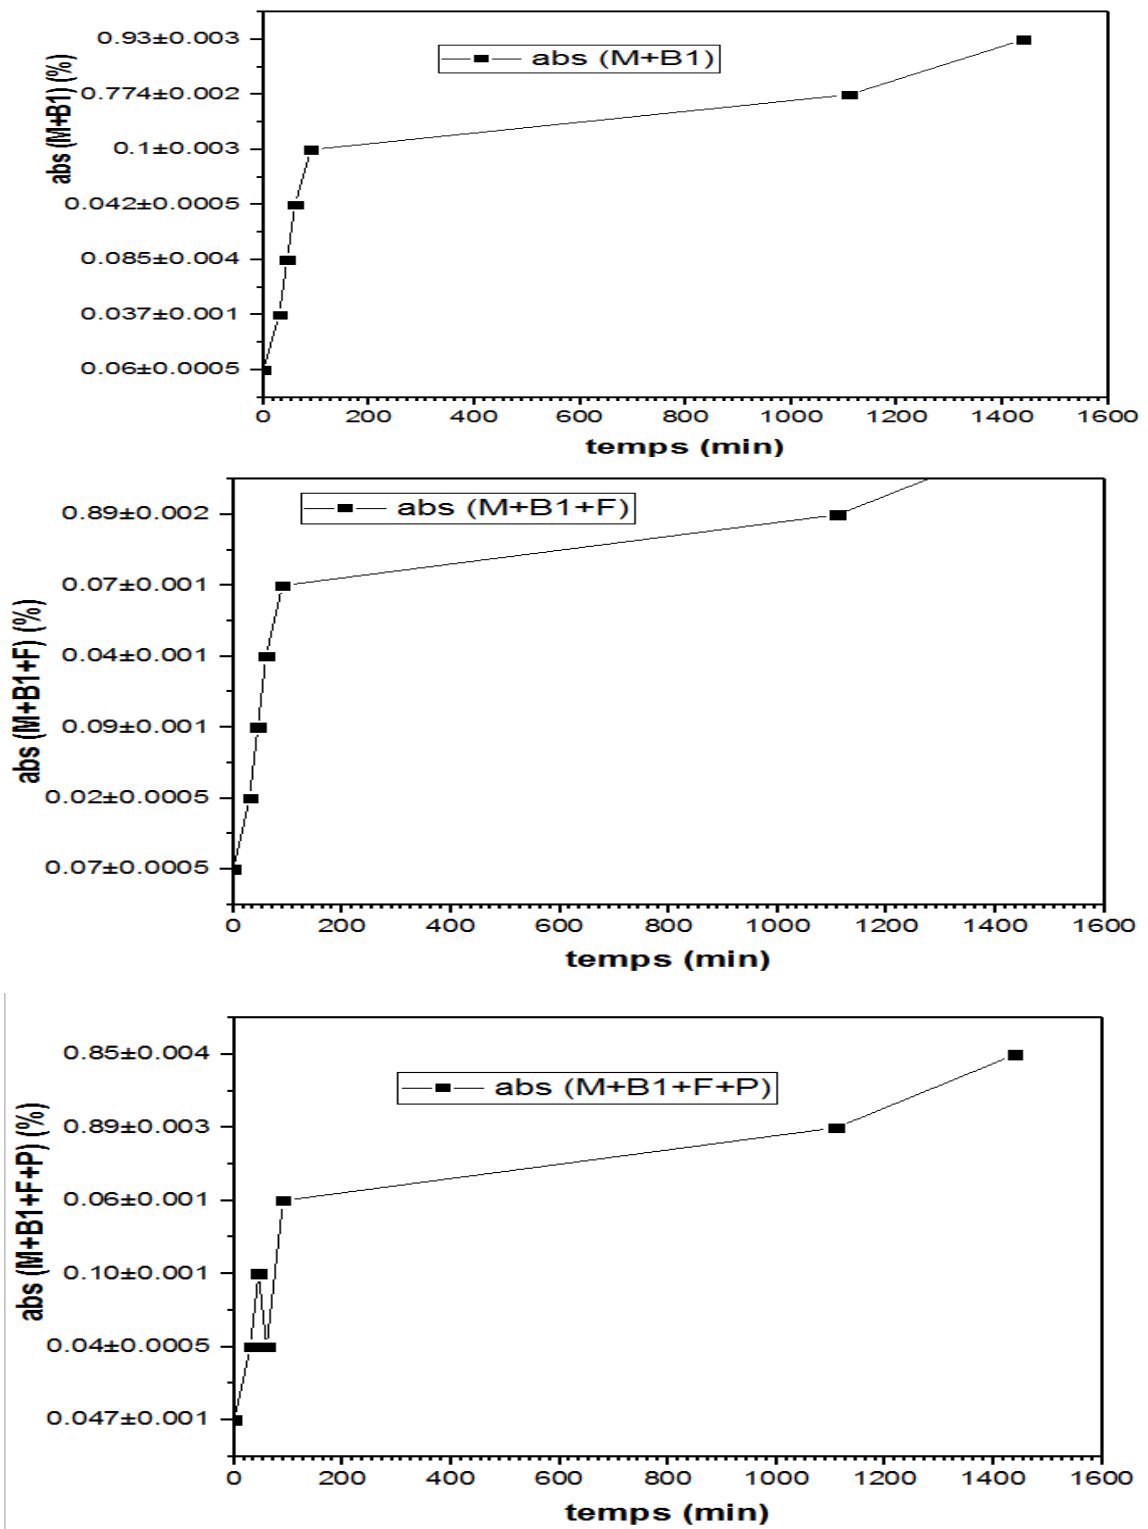 abs (M+B1) (%)
0.93±0.003
0.774±0.002
0.1±0.003
0.042±0.0005
0.085±0.004
0.037±0.001
0.06±0.0005
abs (M+B1)
0 200 400 600 800 1000 1200 1400 1600
temps (min)
abs (M+B1+F) (%)
0.89±0.002
0.07±0.001
0.04±0.001
0.09±0.001
0.02±0.0005
0.07±0.0005
abs (M+B1+F)
0 200 400 600 800 1000 1200 1400 1600
temps (min)
abs (M+B1+F+P) (%)
0.85±0.004
0.89±0.003
0.06±0.001
0.10±0.001
0.04±0.0005
0.047±0.001
abs (M+B1+F+P)
0 200 400 600 800 1000 1200 1400 1600
temps (min)